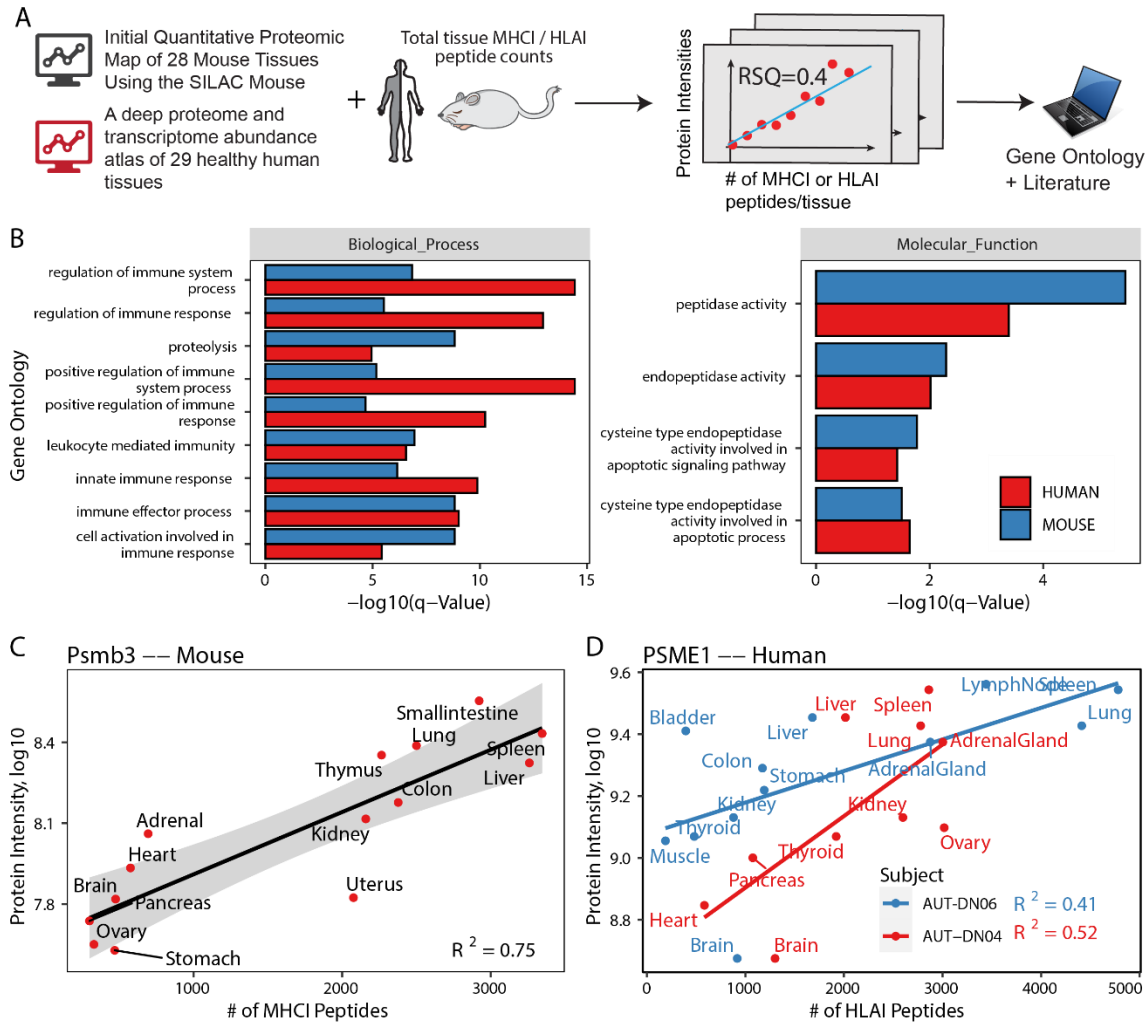 A
Initial Quantitative Proteomic
Map of 28 Mouse Tissues
Using the SILAC Mouse
A deep proteome and
transcriptome abundance
atlas of 29 healthy human
tissues
+
Total tissue MHCI / HLAI
peptide counts
Protein Intensities
RSQ=0.4
# of MHCI or HLAI
peptides/tissue
Gene Ontology
+ Literature
B
Gene Ontology
Biological_Process
regulation of immune system
process
regulation of immune response
proteolysis
positive regulation of immune
system process
positive regulation of immune
response
leukocyte mediated immunity
innate immune response
immune effector process
cell activation involved in
immune response
0 5 10 15
−log10(q−Value)
Molecular_Function
peptidase activity
endopeptidase activity
cysteine type endopeptidase
activity involved in
apoptotic signaling pathway
cysteine type endopeptidase
activity involved in
apoptotic process
HUMAN
MOUSE
0 2 4
−log10(q−Value)
C
Psmb3 −− Mouse
Protein Intensity, log10
8.4
8.1
7.8
Smallintestine
Lung
Spleen
Thymus
Liver
Colon
Kidney
Adrenal
Heart
Uterus
Brain
Pancreas
Ovary
Stomach
R 2 = 0.75
1000 2000 3000
# of MHCI Peptides
D
PSME1 −− Human
Protein Intensity, log10
9.6
9.4
9.2
9.0
8.8
LymphNode
Spleen
Spleen
Liver
Bladder
Liver
Lung
Lung
AdrenalGland
AdrenalGland
Colon
Stomach
Kidney
Kidney
Thyroid
Muscle
Thyroid
Ovary
Pancreas
Heart
Brain
Brain
Subject
AUT-DN06 R 2 = 0.41
AUT−DN04 R 2 = 0.52
0 1000 2000 3000 4000 5000
# of HLAI Peptides